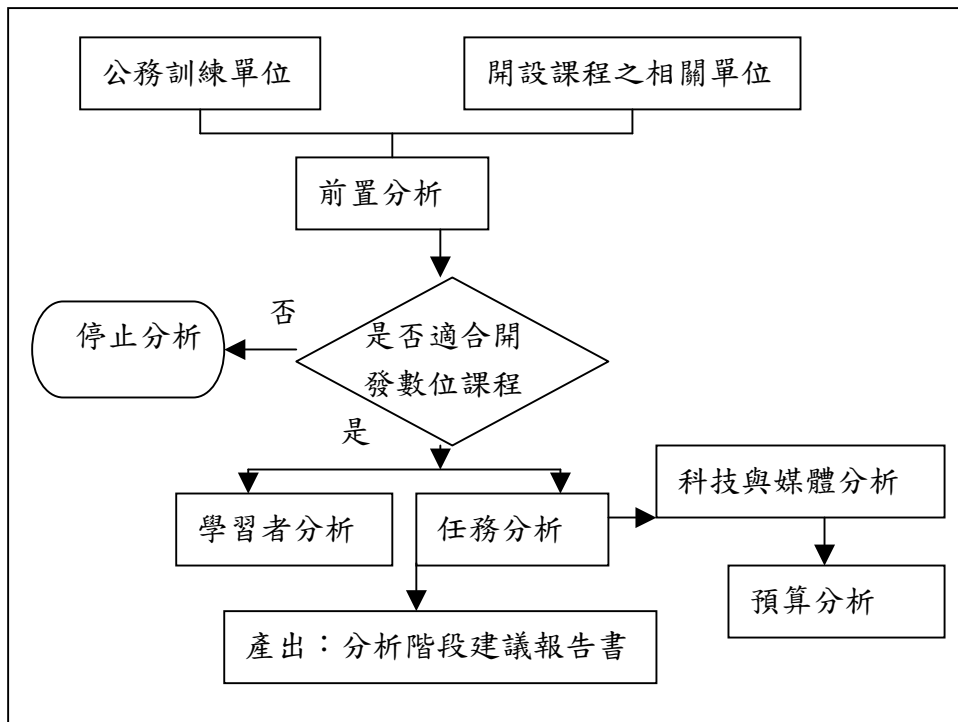 公務訓練單位
開設課程之相關單位
前置分析
否
停止分析
是否適合開
發數位課程
是
科技與媒體分析
學習者分析
任務分析
預算分析
產出：分析階段建議報告書